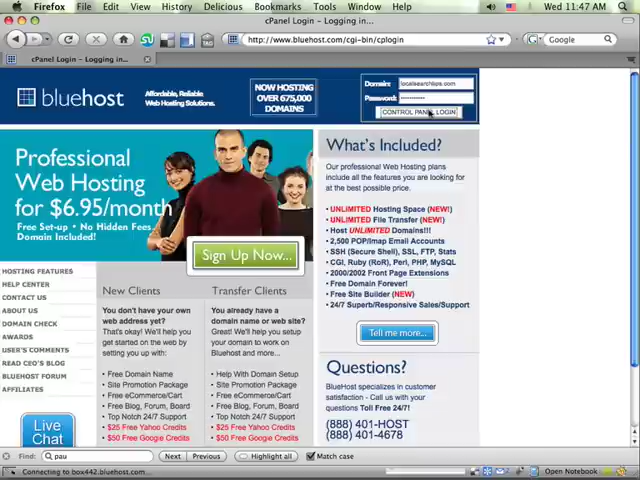 Firefox File Edit View History Delicious Bookmarks Tools Window Help Wed 11:47 AM
cPanel Login - Logging in...
http://www.bluehost.com/cgi-bin/cplogin
Google
cPanel Login - Logging in...
bluehost
Affordable, Reliable
Web Hosting Solutions.
NOW HOSTING
OVER 675,000
DOMAINS
Domain:
Password:
CONTROL PANEL LOGIN
Professional
Web Hosting
for $6.95/month
Free Set-up • No Hidden Fees
Domain Included!
Sign Up Now...
What's Included?
Our professional Web Hosting plans
include all the features you are looking for
at the best possible price.
• UNLIMITED Hosting Space (NEW!)
• UNLIMITED File Transfer (NEW!)
• Host UNLIMITED Domains!!!
• 2,500 POP/Imap Email Accounts
• SSH (Secure Shell), SSL, FTP, Stats
• CGI, Ruby (RoR), Perl, PHP, MySQL
• 2000/2002 Front Page Extensions
• Free Domain Forever!
• Free Site Builder (NEW)
• 24/7 Superb/Responsive Sales/Support
Tell me more...
Questions?
BlueHost specializes in customer
satisfaction - Call us with your
questions Toll Free 24/7!
(888) 401-HOST
(888) 401-4678
HOSTING FEATURES
HELP CENTER
CONTACT US
ABOUT US
DOMAIN CHECK
AWARDS
USER'S COMMENTS
READ CEO'S BLOG
BLUEHOST FORUM
AFFILIATES
Live
Chat
New Clients
You don't have your own
web address yet?
That's okay! We'll help you
get started on the web by
setting you up with:
• Free Domain Name
• Site Promotion Package
• Free eCommerce/Cart
• Free Blog, Forum, Board
• Top Notch 24/7 Support
• $25 Free Yahoo Credits
• $50 Free Google Credits
Transfer Clients
You already have a
domain name or web site?
Great! We'll help you setup
your domain to work on
Bluehost and more...
• Help With Domain Setup
• Site Promotion Package
• Free eCommerce/Cart
• Free Blog, Forum, Board
• Top Notch 24/7 Support
• $25 Free Yahoo Credits
• $50 Free Google Credits
Find: pau Next Previous Highlight all Match case
Connecting to box442.bluehost.com... Open Notebook